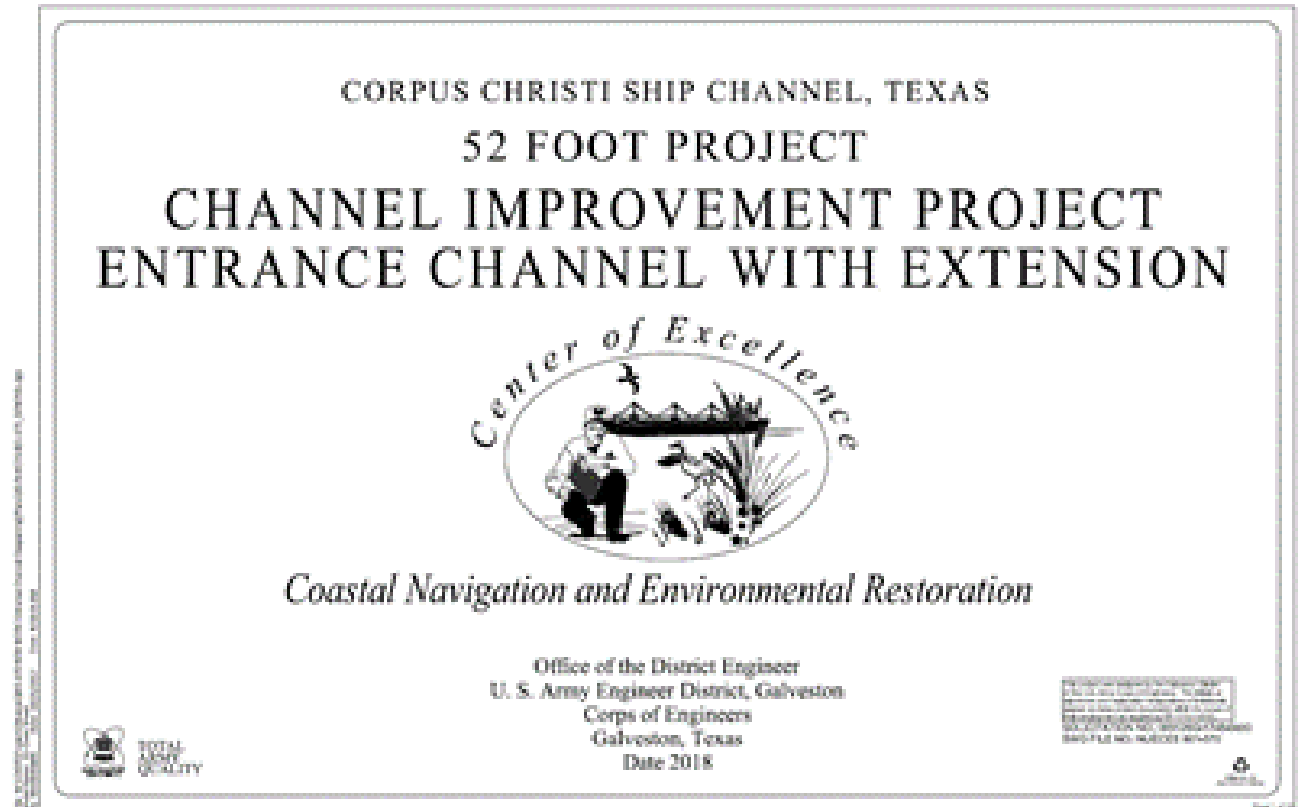 CORPUS CHRISTI SHIP CHANNEL, TEXAS
52 FOOT PROJECT
CHANNEL IMPROVEMENT PROJECT
ENTRANCE CHANNEL WITH EXTENSION
Center of Excellence
Coastal Navigation and Environmental Restoration
Office of the District Engineer
U. S. Army Engineer District, Galveston
Corps of Engineers
Galveston, Texas
Date 2018
TOTAL
ARMY
QUALITY
SOLICITATION NO.